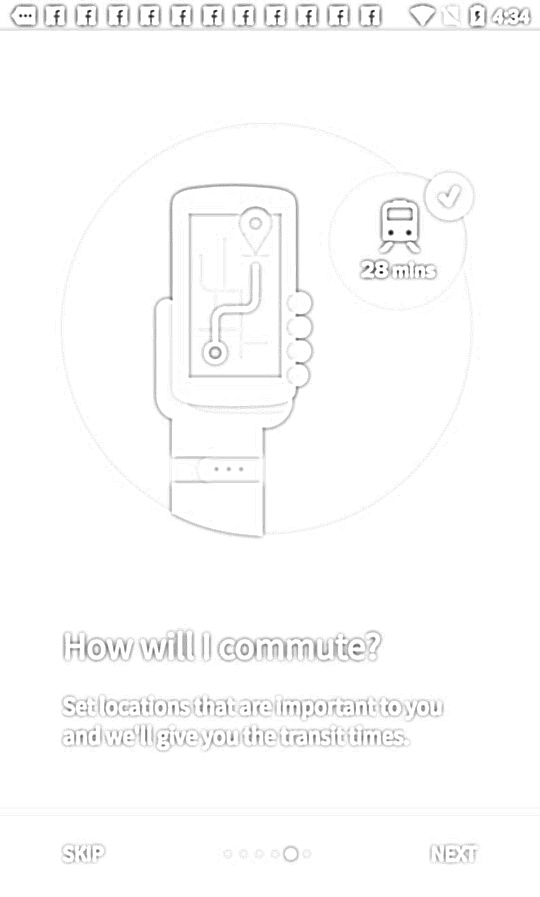 4:34
28 mins
How will I commute?
Set locations that are important to you
and we'll give you the transit times.
SKIP
NEXT